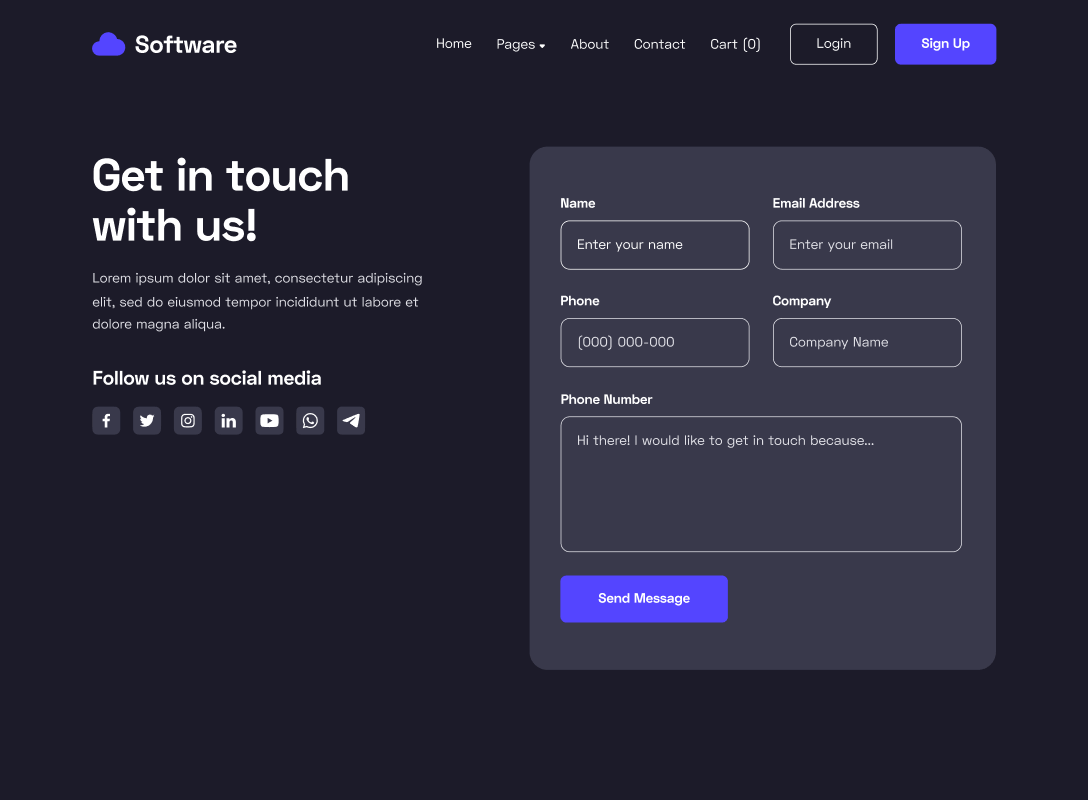 Software
Home Pages About Contact Cart (0) Login Sign Up
Get in touch
with us!
Lorem ipsum dolor sit amet, consectetur adipiscing
elit, sed do eiusmod tempor incididunt ut labore et
dolore magna aliqua.
Follow us on social media
Name
Enter your name
Email Address
Enter your email
Phone
(000) 000-000
Company
Company Name
Phone Number
Hi there! I would like to get in touch because...
Send Message